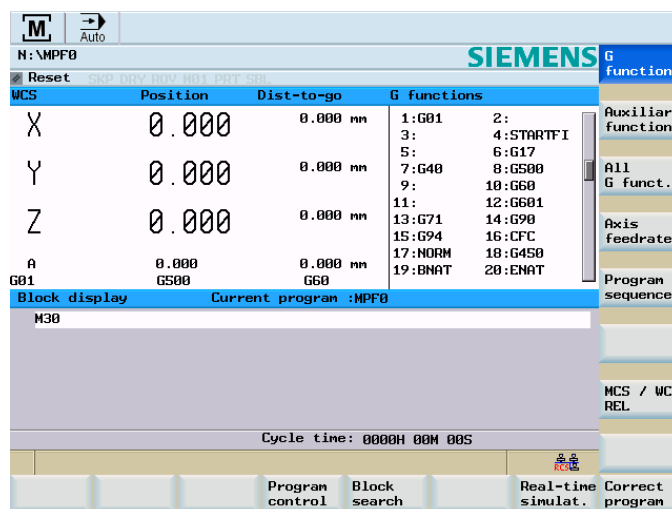 M
Auto
N:\MPF0
SIEMENS
Reset SKP DRY ROV M01 PRT SBL
WCS Position Dist-to-go G functions
X 0.000 0.000 mm
Y 0.000 0.000 mm
Z 0.000 0.000 mm
A 0.000 0.000 mm
G01 G500 G60
1:G01 2:
3: 4:STARTFI
5: 6:G17
7:G40 8:G500
9: 10:G60
11: 12:G601
13:G71 14:G90
15:G94 16:CFC
17:NORM 18:G450
19:BNAT 20:ENAT
Block display Current program :MPF0
M30
Cycle time: 0000H 00M 00S
RCS
G
function
Auxiliar
function
All
G funct.
Axis
feedrate
Program
sequence
MCS / WC
REL
Program
control
Block
search
Real-time
simulat.
Correct
program